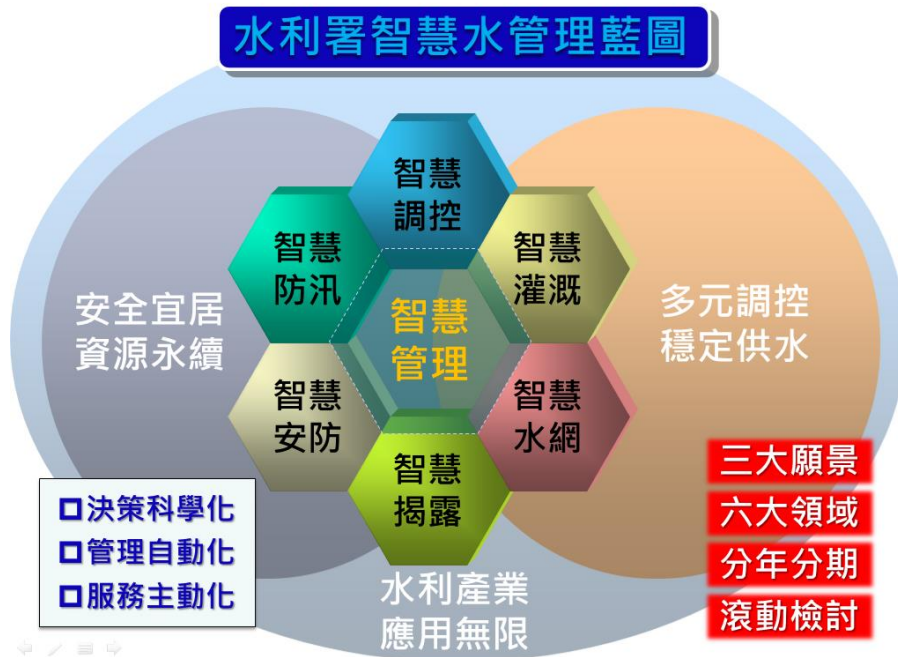 水利署智慧水管理藍圖
智慧
調控
智慧
防汛
智慧
灌溉
安全宜居
資源永續
智慧
管理
多元調控
穩定供水
智慧
安防
智慧
水網
智慧
揭露
決策科學化
管理自動化
服務主動化
水利產業
應用無限
三大願景
六大領域
分年分期
滾動檢討